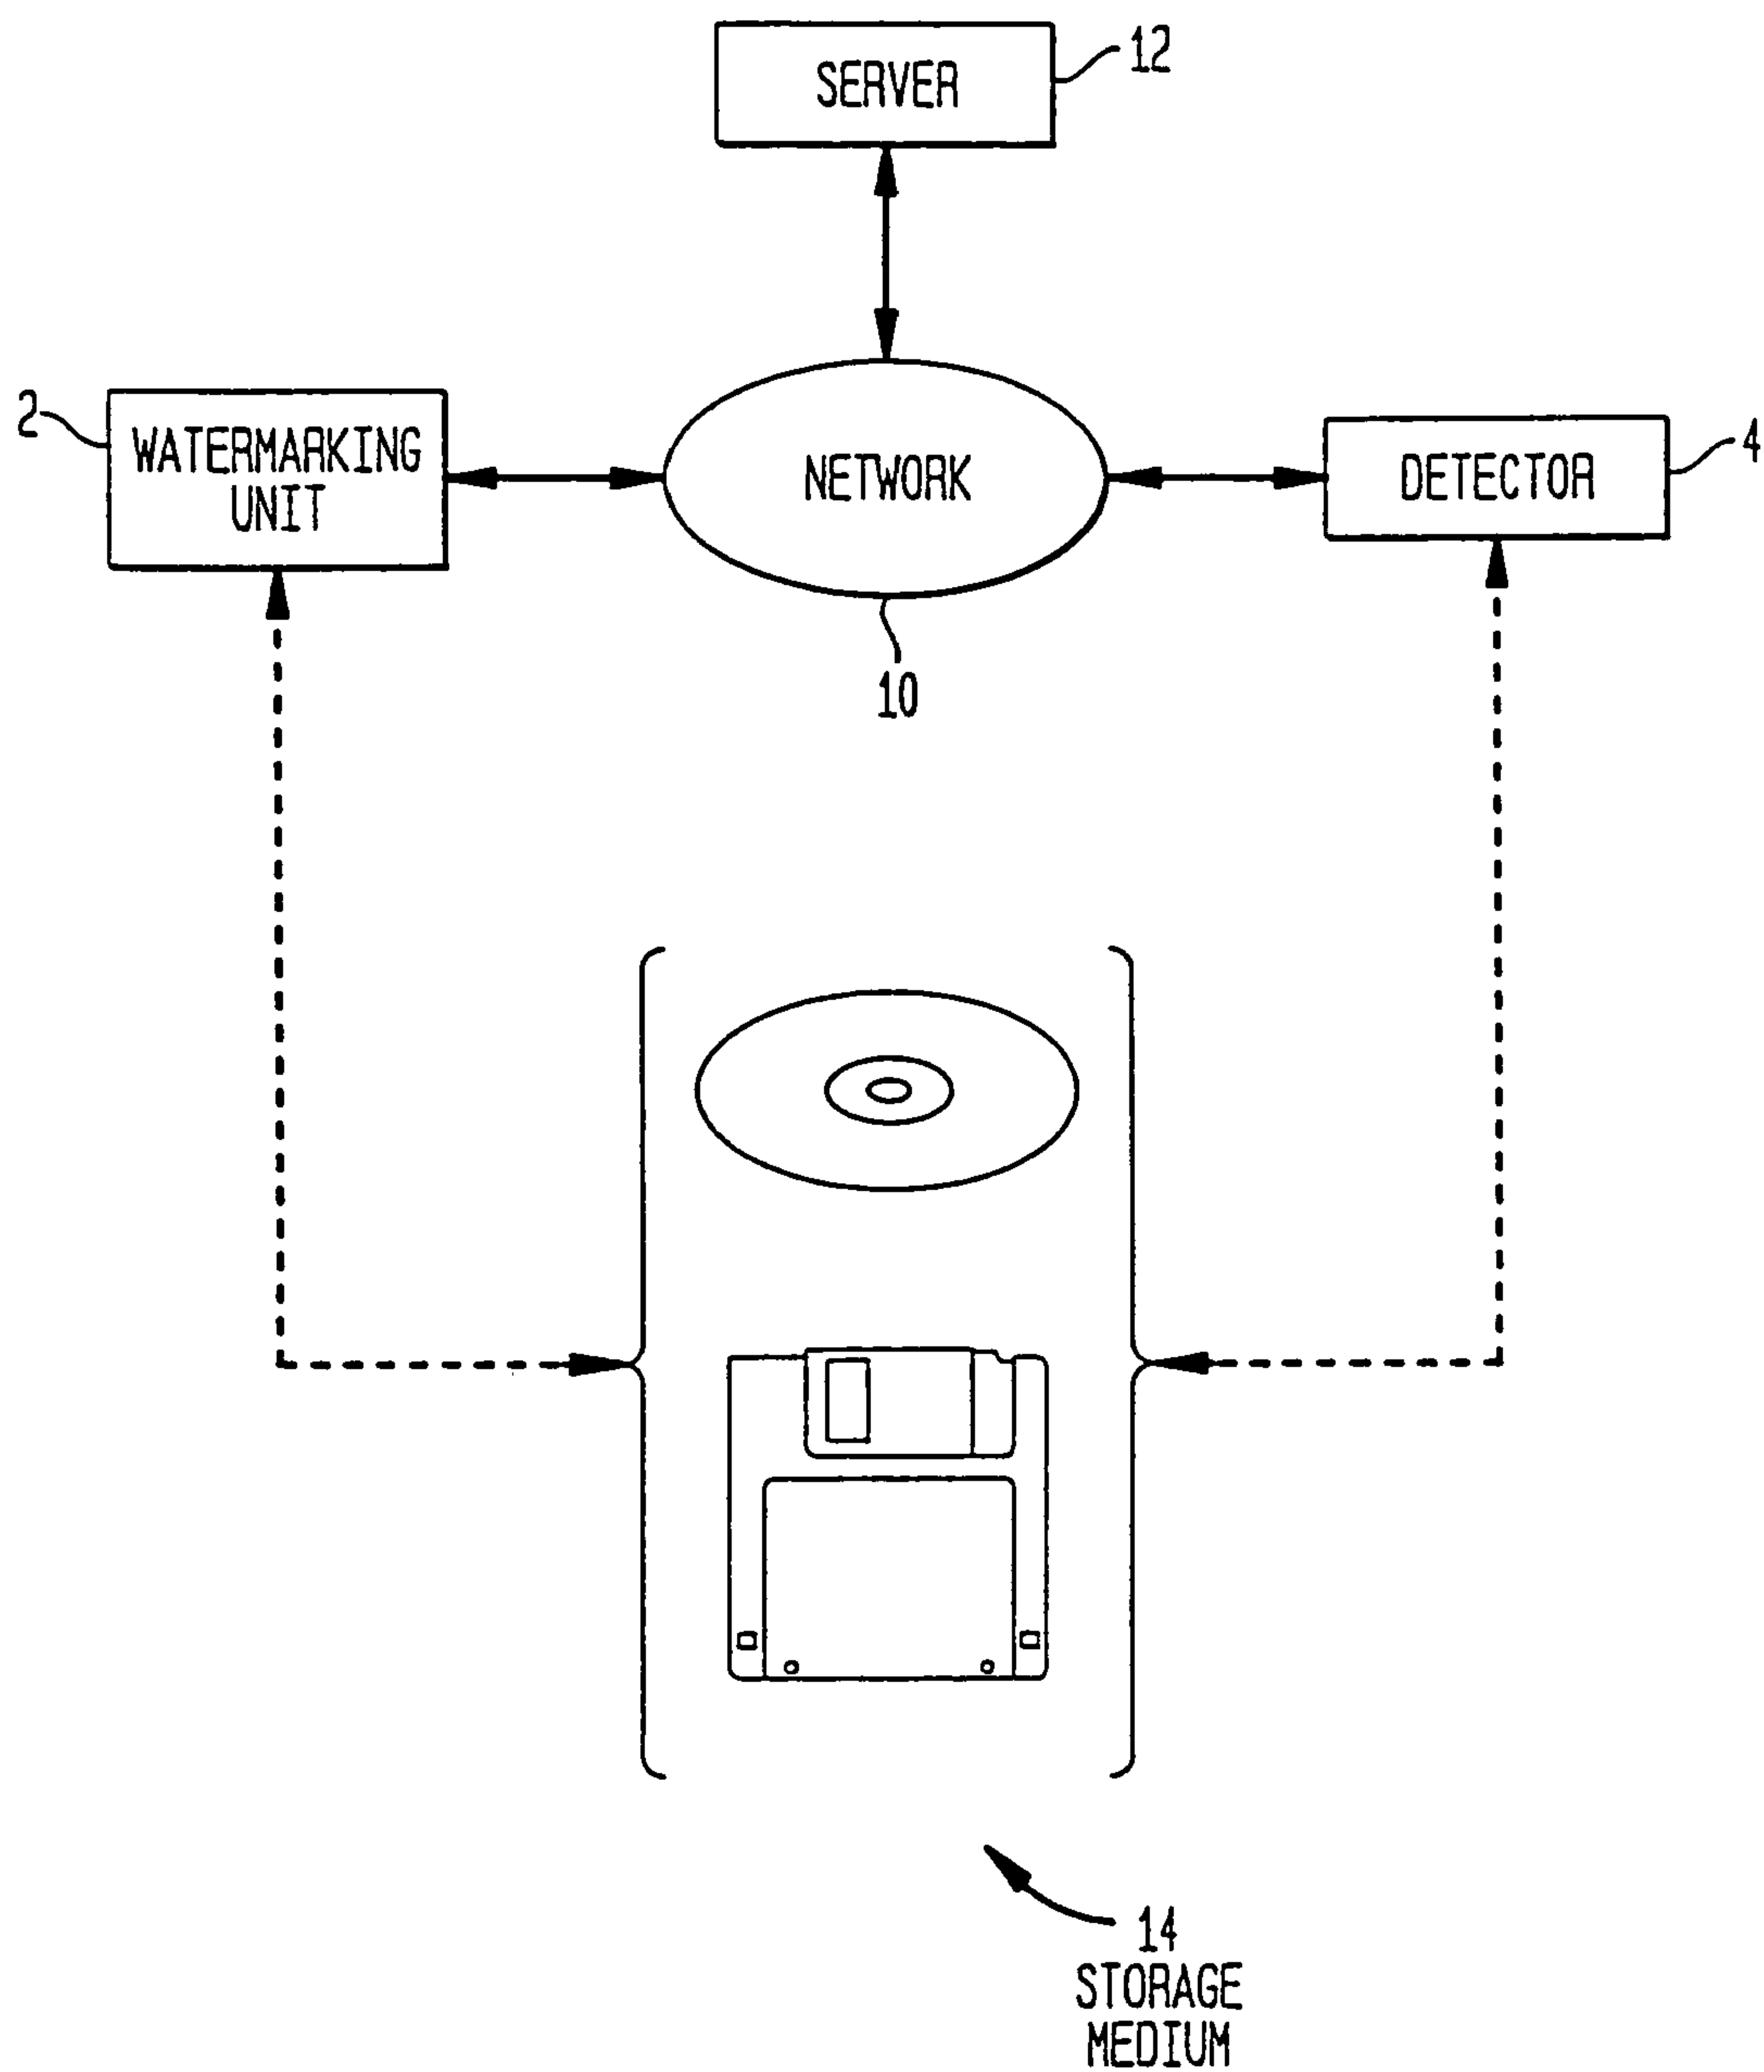 SERVER
12
2
WATERMARKING
UNIT
NETWORK
DETECTOR
4
10
14
STORAGE
MEDIUM